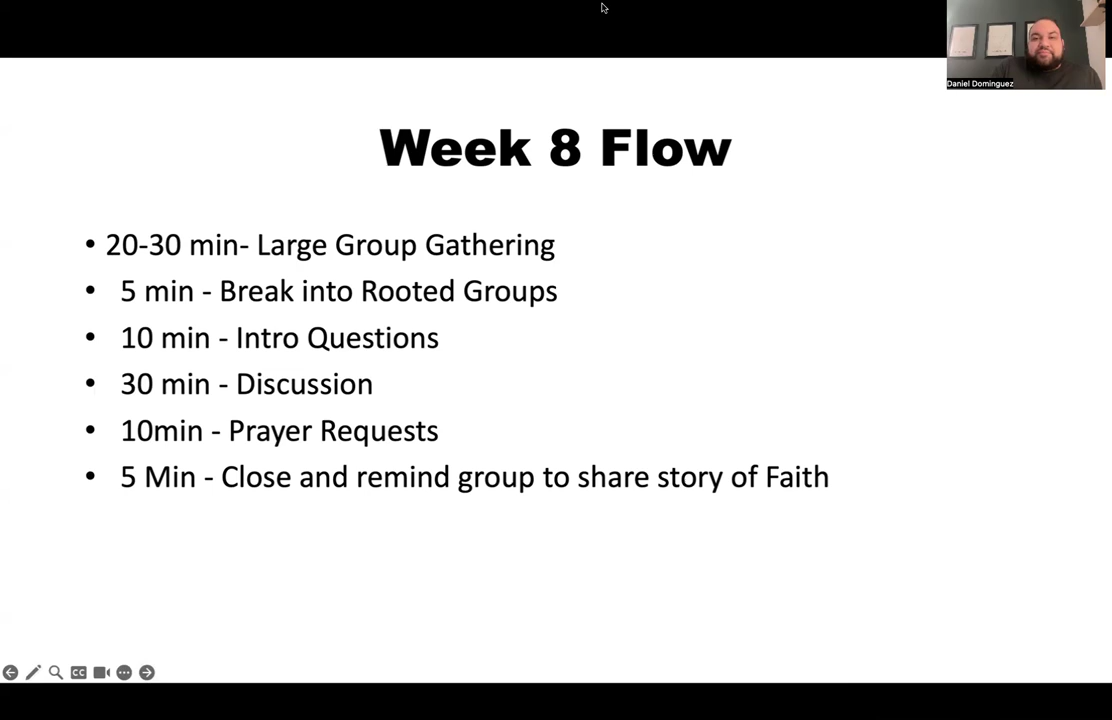 Daniel Dominguez
Week 8 Flow
• 20-30 min- Large Group Gathering
• 5 min - Break into Rooted Groups
• 10 min - Intro Questions
• 30 min - Discussion
• 10min - Prayer Requests
• 5 Min - Close and remind group to share story of Faith
CC